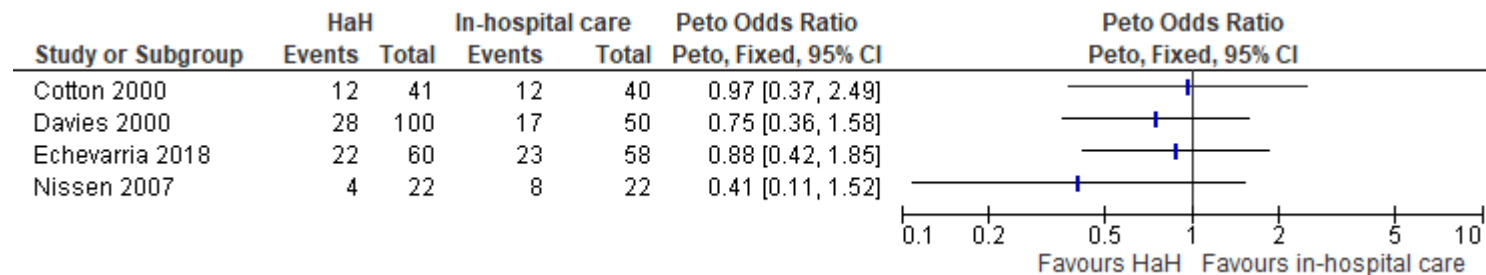 HaH In-hospital care Peto Odds Ratio Peto Odds Ratio
Study or Subgroup Events Total Events Total Peto, Fixed, 95% CI Peto, Fixed, 95% CI
Cotton 2000 12 41 12 40 0.97 [0.37, 2.49]
Davies 2000 28 100 17 50 0.75 [0.36, 1.58]
Echevarria 2018 22 60 23 58 0.88 [0.42, 1.85]
Nissen 2007 4 22 8 22 0.41 [0.11, 1.52]
0.1 0.2 0.5 1 2 5 10
Favours HaH Favours in-hospital care